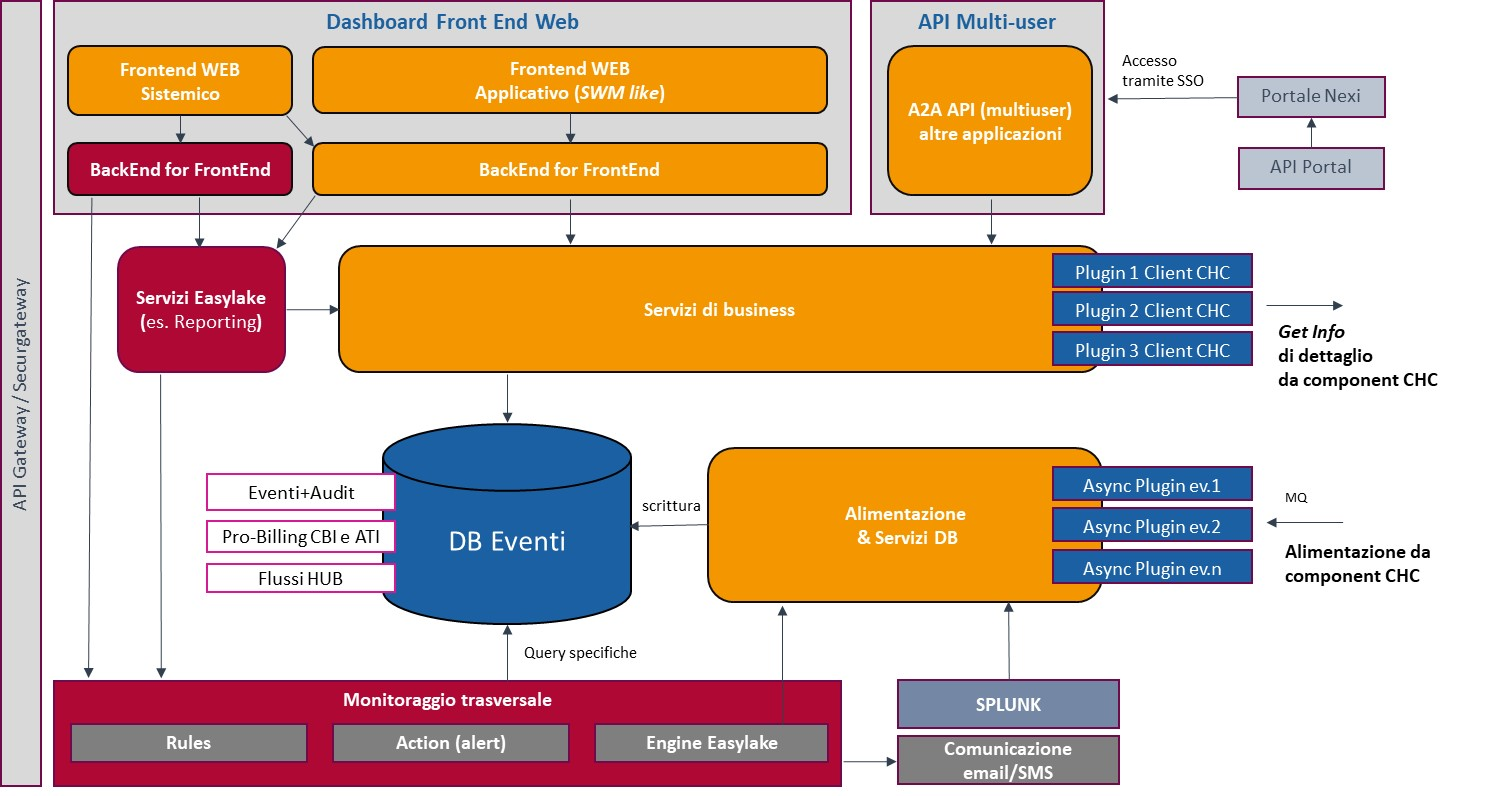 Dashboard Front End Web
API Multi-user
Frontend WEB
Sistemico
Frontend WEB
Applicativo (SWM like)
A2A API (multiuser)
altre applicazioni
Accesso
tramite SSO
Portale Nexi
API Portal
BackEnd for FrontEnd
BackEnd for FrontEnd
API Gateway / Securgateway
Servizi Easylake
(es. Reporting)
Servizi di business
Plugin 1 Client CHC
Plugin 2 Client CHC
Plugin 3 Client CHC
Get Info
di dettaglio
da component CHC
Eventi+Audit
Pro-Billing CBI e ATI
Flussi HUB
DB Eventi
scrittura
Alimentazione
& Servizi DB
Async Plugin ev.1
Async Plugin ev.2
Async Plugin ev.n
MQ
Alimentazione da
component CHC
Query specifiche
Monitoraggio trasversale
Rules
Action (alert)
Engine Easylake
SPLUNK
Comunicazione
email/SMS